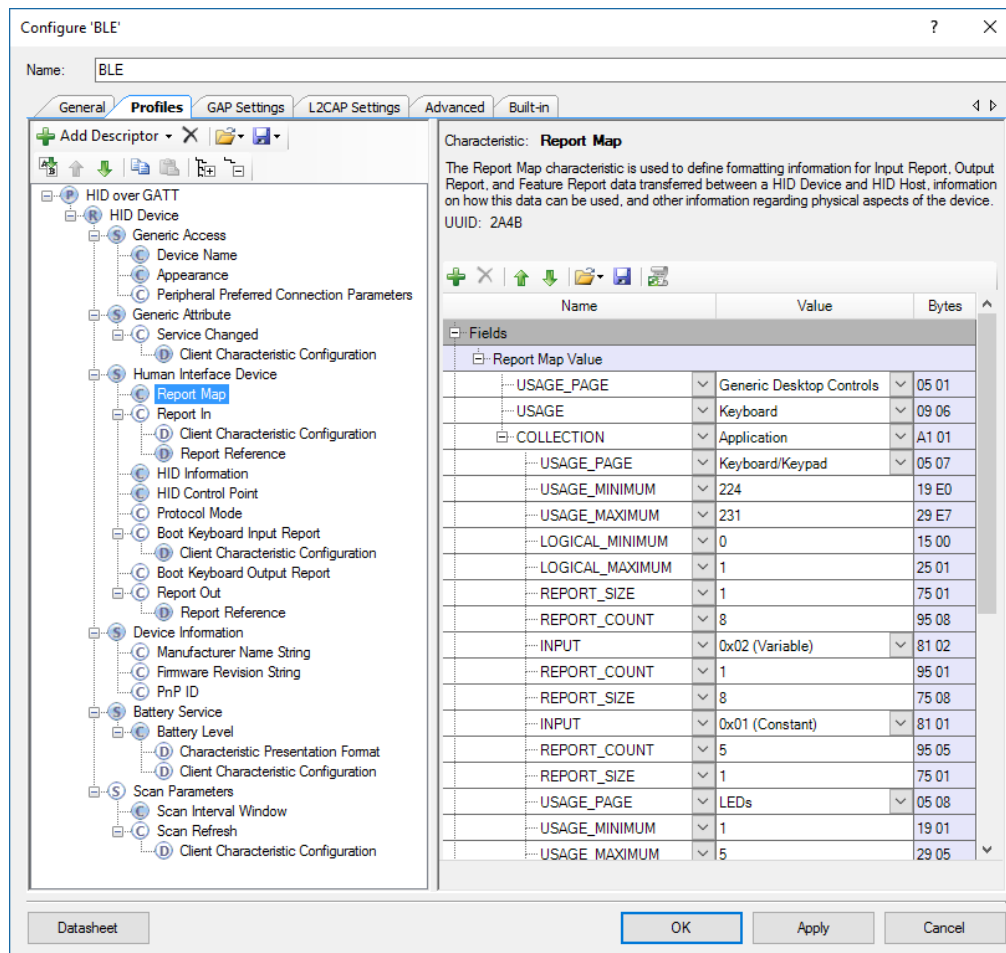 Configure 'BLE'
?
Name: BLE
General Profiles GAP Settings L2CAP Settings Advanced Built-in
Add Descriptor
HID over GATT
HID Device
Generic Access
Device Name
Appearance
Peripheral Preferred Connection Parameters
Generic Attribute
Service Changed
Client Characteristic Configuration
Human Interface Device
Report Map
Report In
Client Characteristic Configuration
Report Reference
HID Information
HID Control Point
Protocol Mode
Boot Keyboard Input Report
Client Characteristic Configuration
Boot Keyboard Output Report
Report Out
Report Reference
Device Information
Manufacturer Name String
Firmware Revision String
PnP ID
Battery Service
Battery Level
Characteristic Presentation Format
Client Characteristic Configuration
Scan Parameters
Scan Interval Window
Scan Refresh
Client Characteristic Configuration
Characteristic: Report Map
The Report Map characteristic is used to define formatting information for Input Report, Output
Report, and Feature Report data transferred between a HID Device and HID Host, information
on how this data can be used, and other information regarding physical aspects of the device.
UUID: 2A4B
Name Value Bytes
Fields
Report Map Value
USAGE_PAGE Generic Desktop Controls 05 01
USAGE Keyboard 09 06
COLLECTION Application A1 01
USAGE_PAGE Keyboard/Keypad 05 07
USAGE_MINIMUM 224 19 E0
USAGE_MAXIMUM 231 29 E7
LOGICAL_MINIMUM 0 15 00
LOGICAL_MAXIMUM 1 25 01
REPORT_SIZE 1 75 01
REPORT_COUNT 8 95 08
INPUT 0x02 (Variable) 81 02
REPORT_COUNT 1 95 01
REPORT_SIZE 8 75 08
INPUT 0x01 (Constant) 81 01
REPORT_COUNT 5 95 05
REPORT_SIZE 1 75 01
USAGE_PAGE LEDs 05 08
USAGE_MINIMUM 1 19 01
USAGE_MAXIMUM 5 29 05
Datasheet OK Apply Cancel